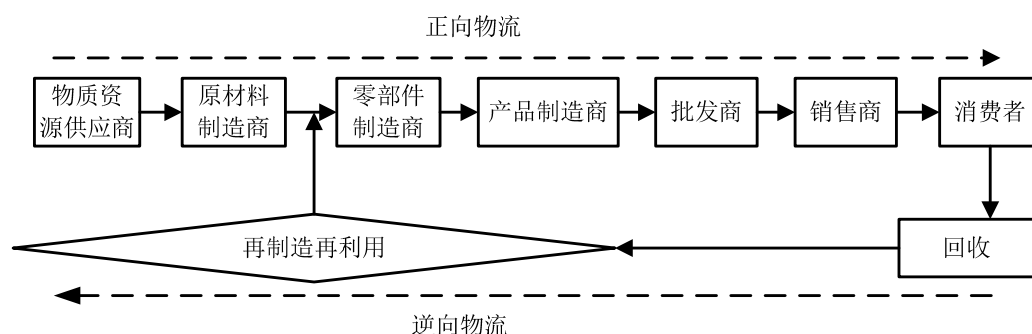 正向物流
物质资
源供应商
原材料
制造商
零部件
制造商
产品制造商
批发商
销售商
消费者
再制造再利用
回收
逆向物流